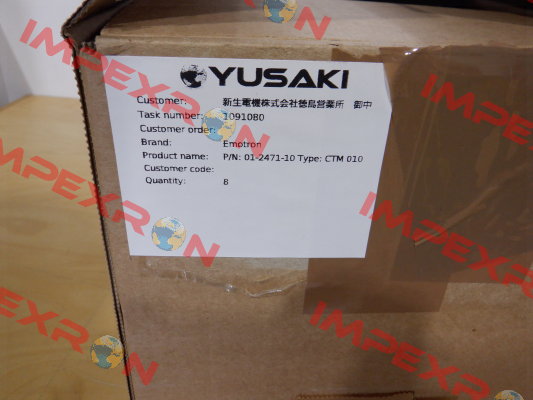 YUSAKI
Customer: 新生電機株式会社徳島営業所 御中
Task number: 1091080
Customer order:
Brand: Emotron
Product name: P/N: 01-2471-10 Type: CTM 010
Customer code:
Quantity: 8
IMPEXRON
IMPEXRON
IMPEXRON
IMPEXRON
IMPEXRON